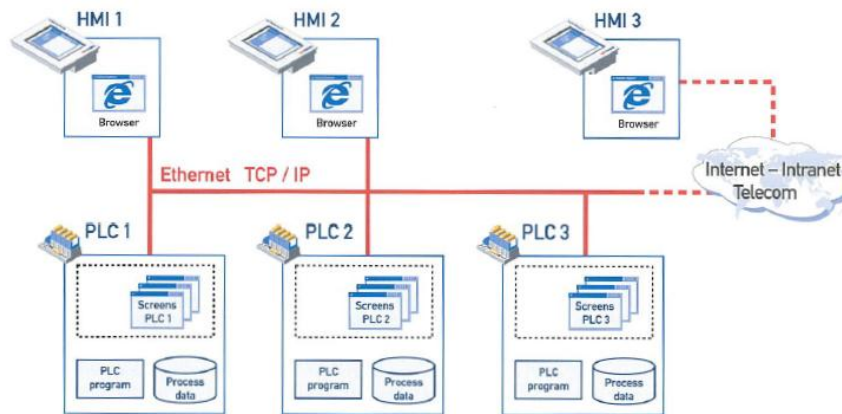 HMI 1
HMI 2
HMI 3
Browser
Browser
Browser
Ethernet TCP / IP
Internet – Intranet
Telecom
PLC 1
PLC 2
PLC 3
Screens
PLC 1
Screens
PLC 2
Screens
PLC 3
PLC
program
Process
data
PLC
program
Process
data
PLC
program
Process
data